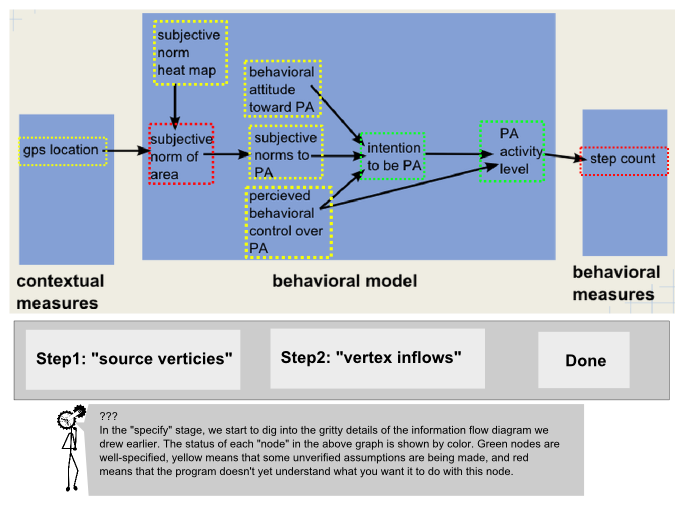 subjective
norm
heat map
behavioral
attitude
toward PA
gps location
subjective
norm of
area
subjective
norms to
PA
percieved
behavioral
control over
PA
intention
to be PA
PA
activity
level
step count
contextual
measures
behavioral model
behavioral
measures
Step1: "source verticies"
Step2: "vertex inflows"
Done
???
In the "specify" stage, we start to dig into the gritty details of the information flow diagram we
drew earlier. The status of each "node" in the above graph is shown by color. Green nodes are
well-specified, yellow means that some unverified assumptions are being made, and red
means that the program doesn't yet understand what you want it to do with this node.